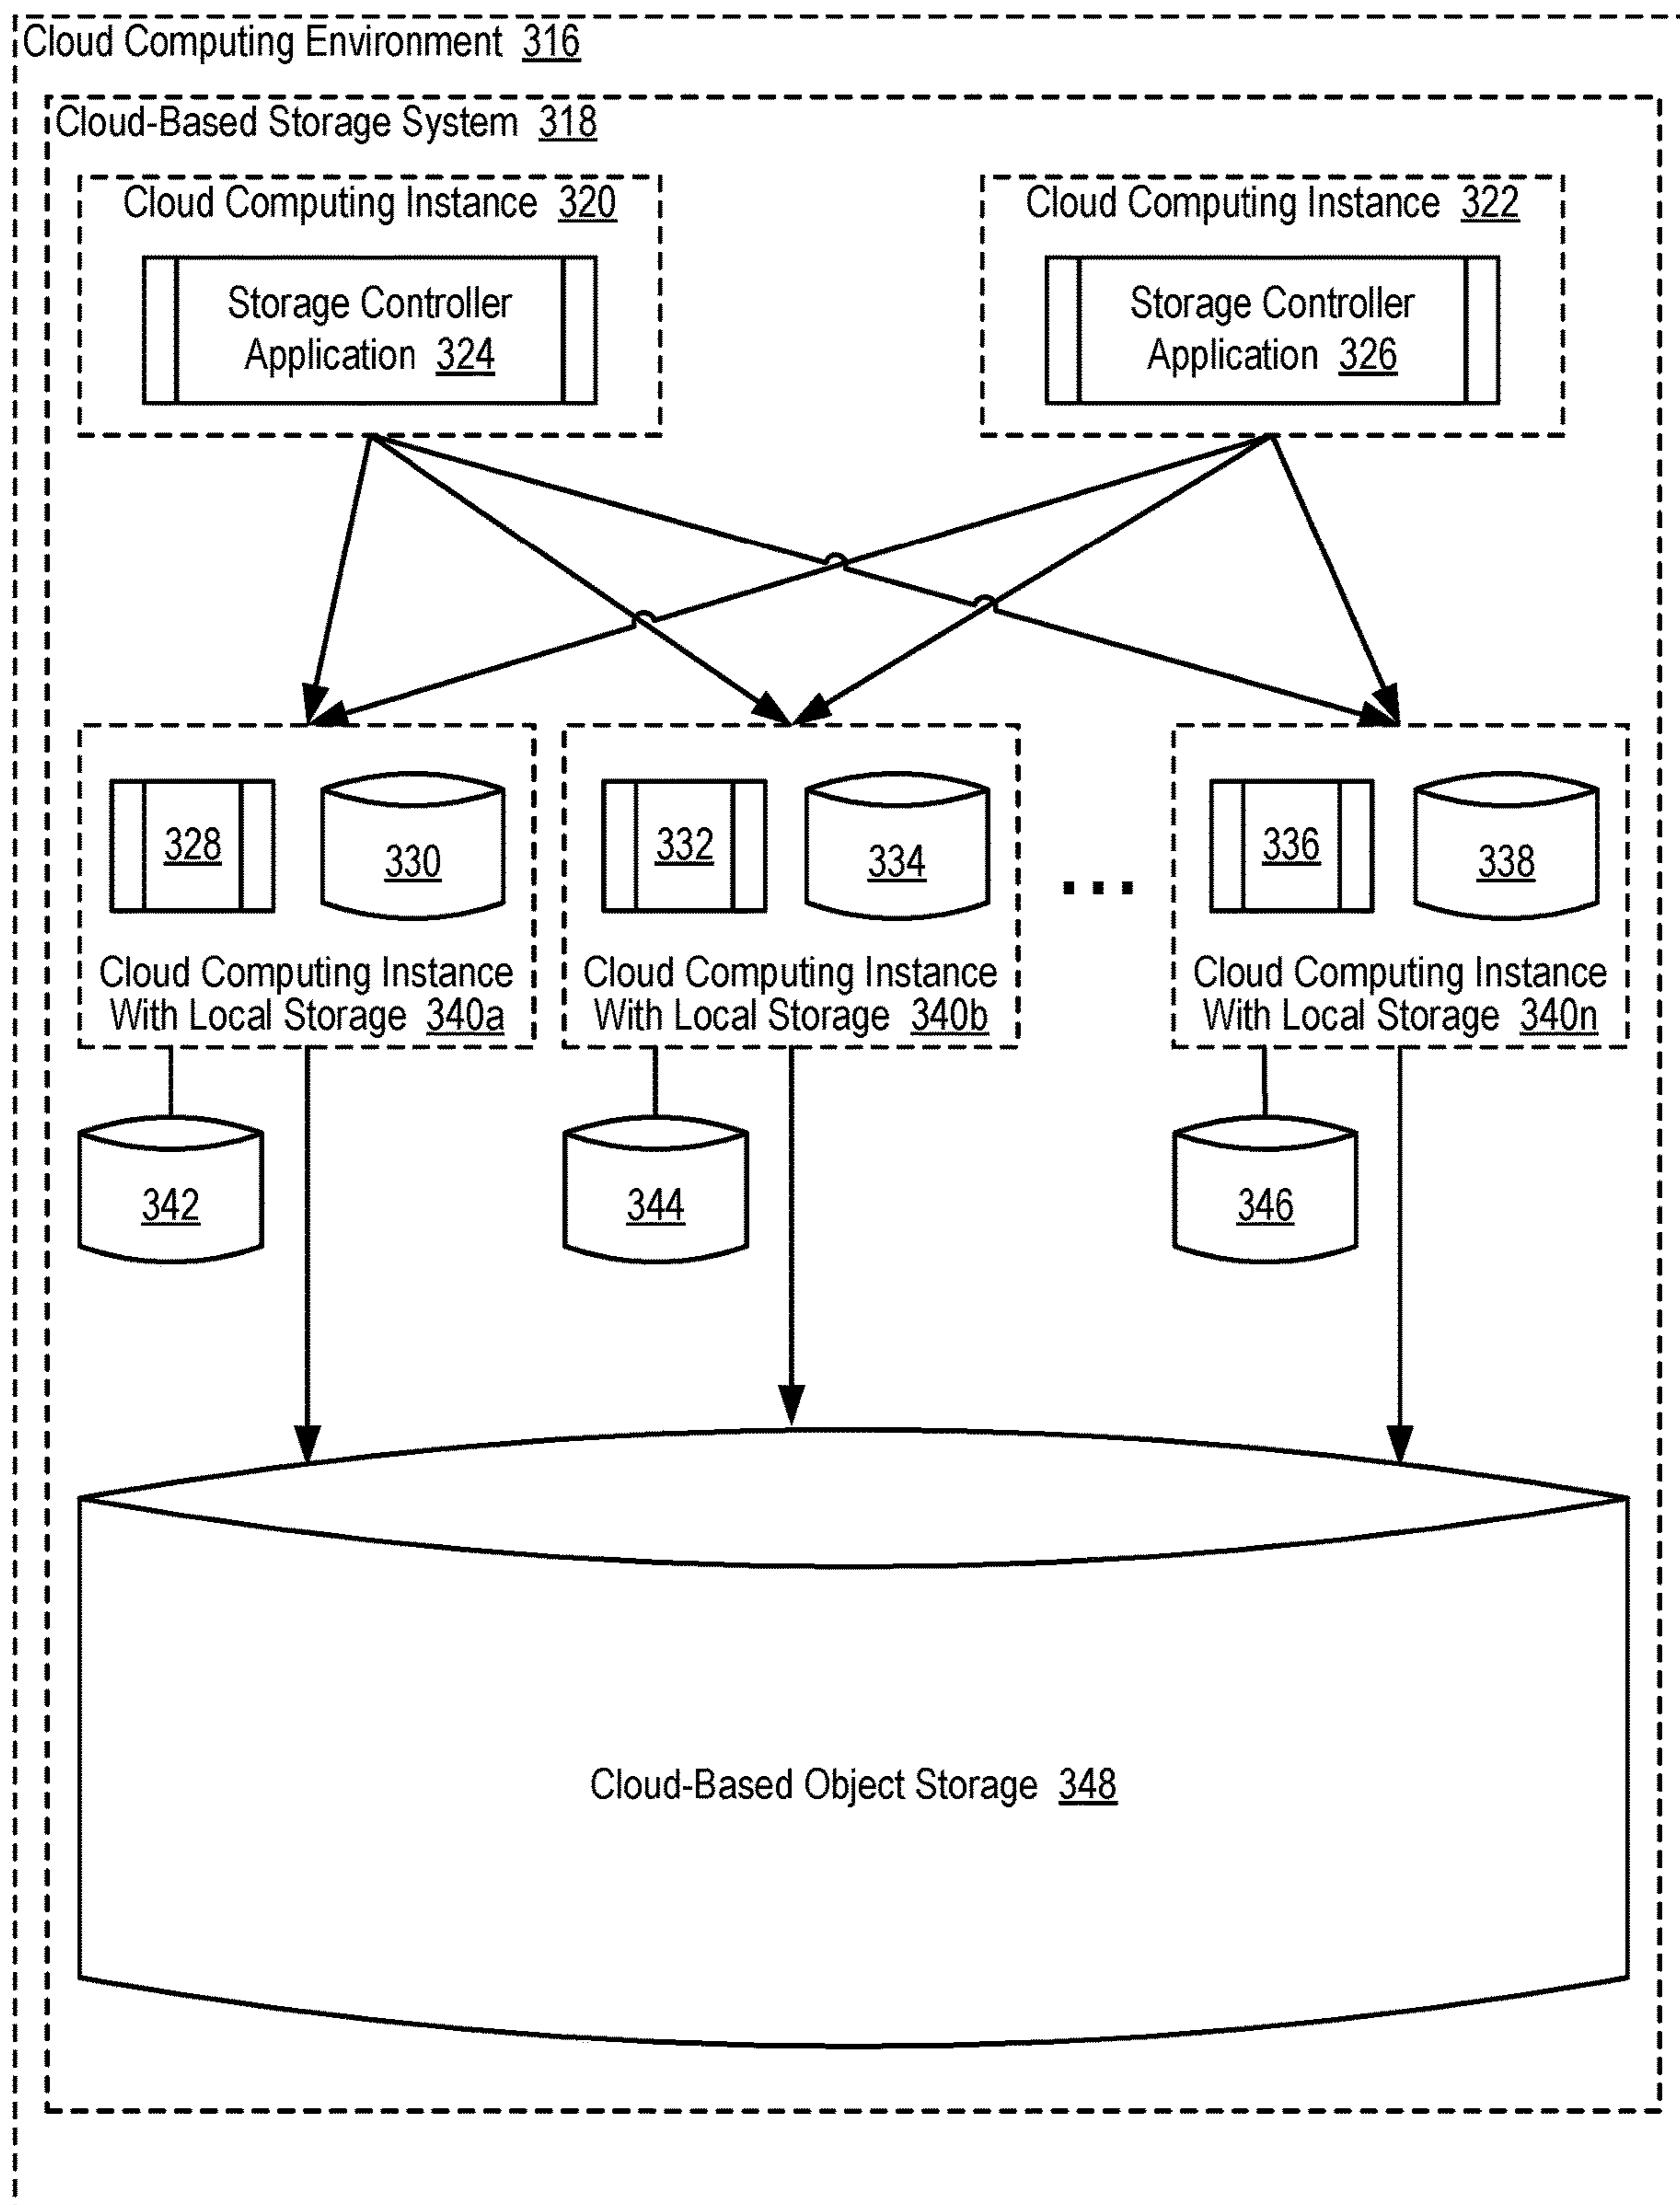 Cloud Computing Environment 316
Cloud-Based Storage System 318
Cloud Computing Instance 320
Storage Controller
Application 324
Cloud Computing Instance 322
Storage Controller
Application 326
328
330
Cloud Computing Instance
With Local Storage 340a
332
334
Cloud Computing Instance
With Local Storage 340b
...
336
338
Cloud Computing Instance
With Local Storage 340n
342
344
346
Cloud-Based Object Storage 348